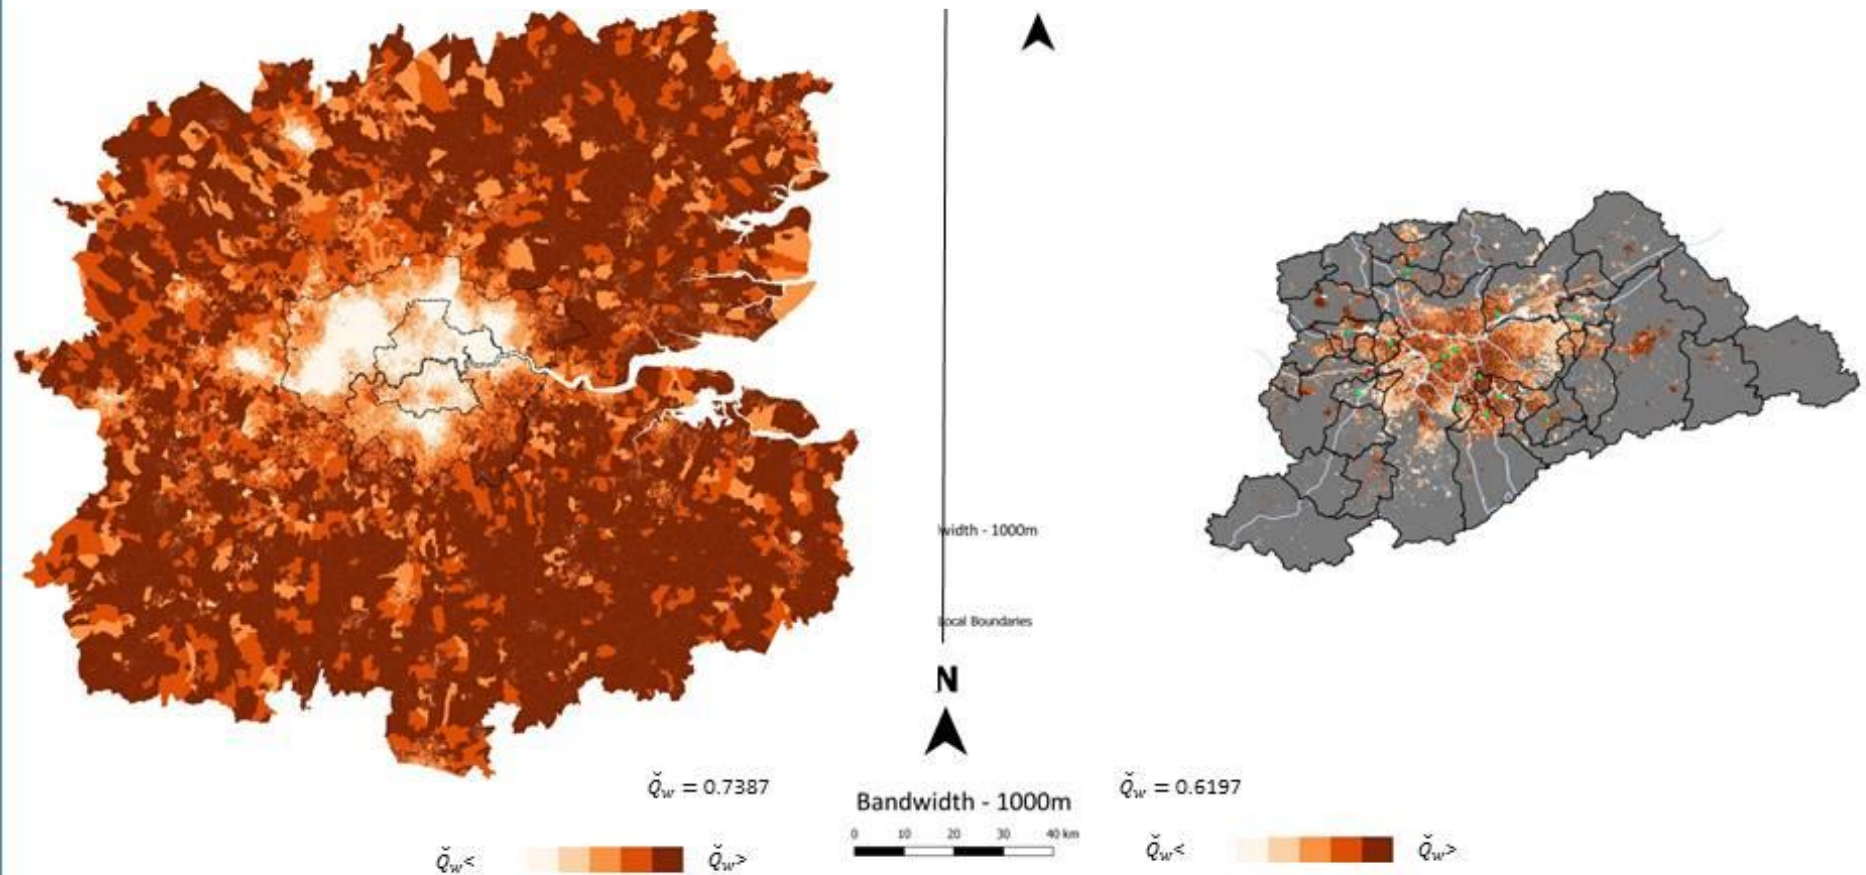 width - 1000m
Local Boundaries
N
Q̌w = 0.7387
Bandwidth - 1000m
Q̌w = 0.6197
0 10 20 30 40 km
Q̌w< Q̌w>
Q̌w< Q̌w>